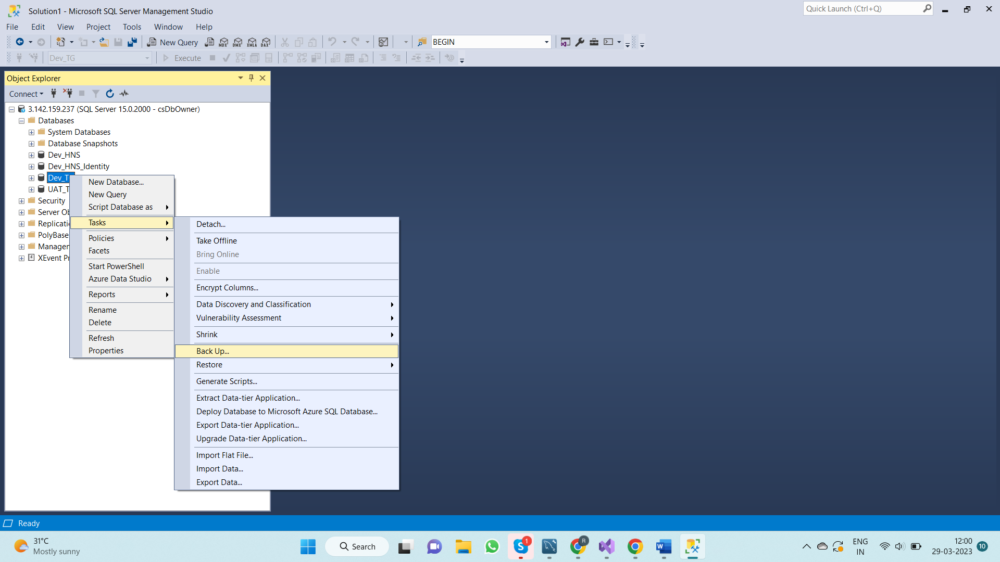 Solution1 - Microsoft SQL Server Management Studio
Quick Launch (Ctrl+Q)
File Edit View Project Tools Window Help
New Query MDX DMX XMLA DAX BEGIN
Dev_TG Execute
Object Explorer
Connect
3.142.159.237 (SQL Server 15.0.2000 - csDbOwner)
Databases
System Databases
Database Snapshots
Dev_HNS
Dev_HNS_Identity
Dev_T
UAT_T
Security
Server Ob
Replicati
PolyBase
Managen
XEvent Pr
New Database...
New Query
Script Database as
Tasks
Policies
Facets
Start PowerShell
Azure Data Studio
Reports
Rename
Delete
Refresh
Properties
Detach...
Take Offline
Bring Online
Enable
Encrypt Columns...
Data Discovery and Classification
Vulnerability Assessment
Shrink
Back Up...
Restore
Generate Scripts...
Extract Data-tier Application...
Deploy Database to Microsoft Azure SQL Database...
Export Data-tier Application...
Upgrade Data-tier Application...
Import Flat File...
Import Data...
Export Data...
Ready
31°C
Mostly sunny
Search
1
R
ENG
IN
12:00
29-03-2023
10